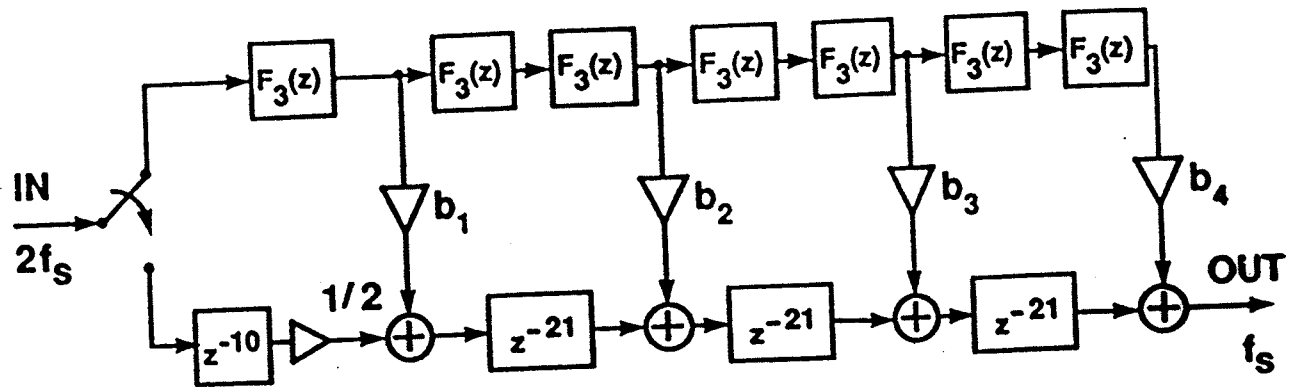 F₃(z) F₃(z) F₃(z) F₃(z) F₃(z) F₃(z) F₃(z)
IN
2fₛ
b₁ b₂ b₃ b₄
1/2
OUT
z⁻¹⁰ z⁻²¹ z⁻²¹ z⁻²¹
fₛ